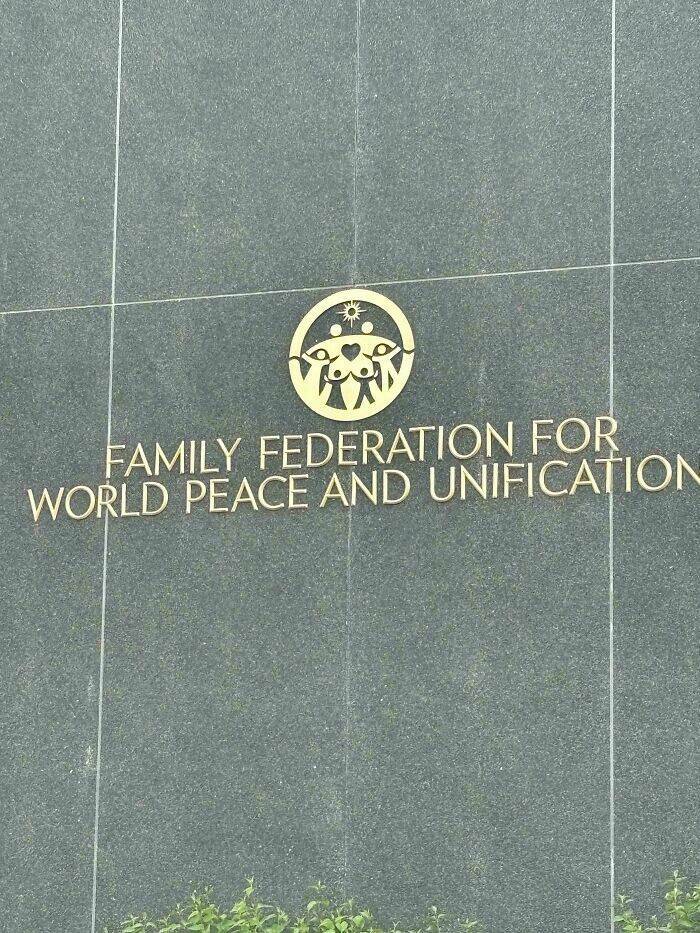 FAMILY FEDERATION FOR
WORLD PEACE AND UNIFICATION